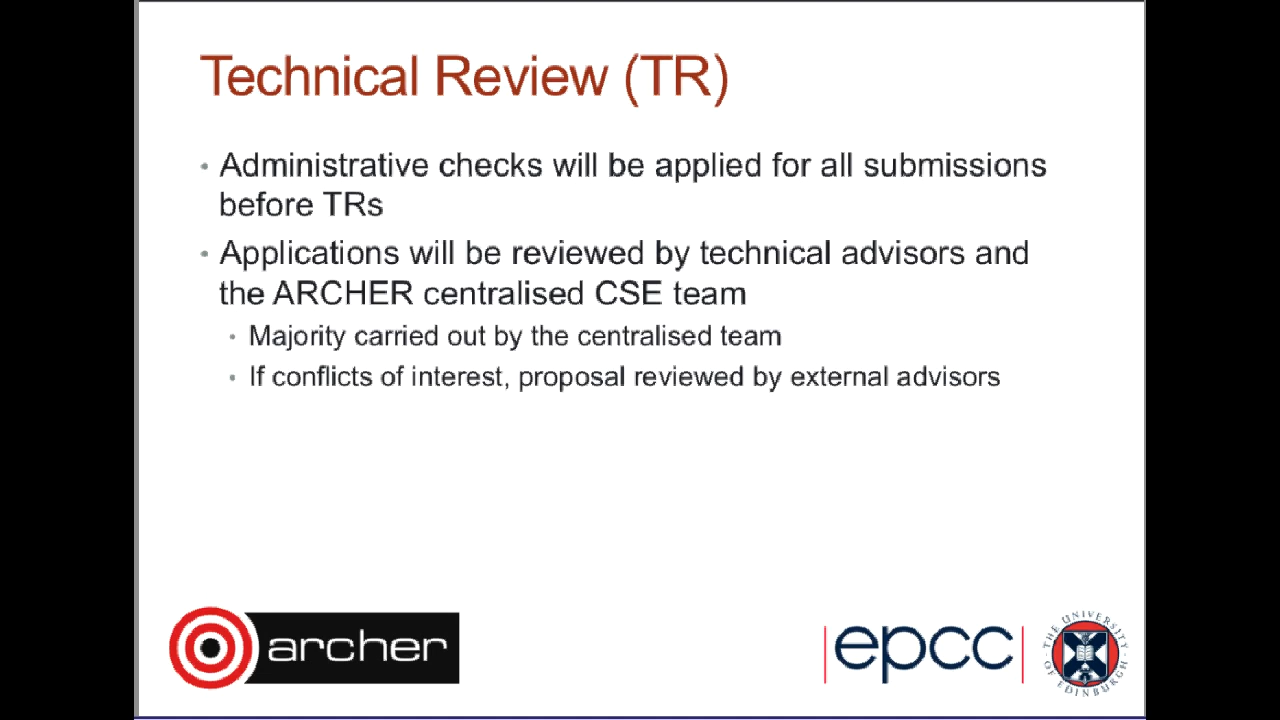 Technical Review (TR)
• Administrative checks will be applied for all submissions
before TRs
• Applications will be reviewed by technical advisors and
the ARCHER centralised CSE team
• Majority carried out by the centralised team
• If conflicts of interest, proposal reviewed by external advisors
archer
epcc
THE UNIVERSITY
OF EDINBURGH